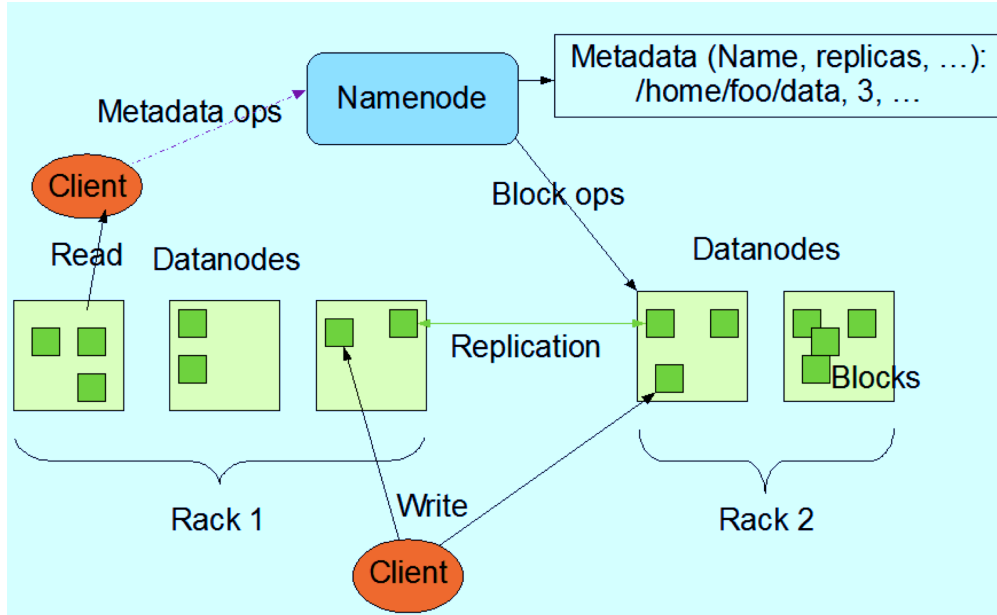 Metadata (Name, replicas, …):
/home/foo/data, 3, …
Namenode
Metadata ops
Client
Block ops
Read
Datanodes
Datanodes
Replication
Blocks
Write
Rack 1
Rack 2
Client